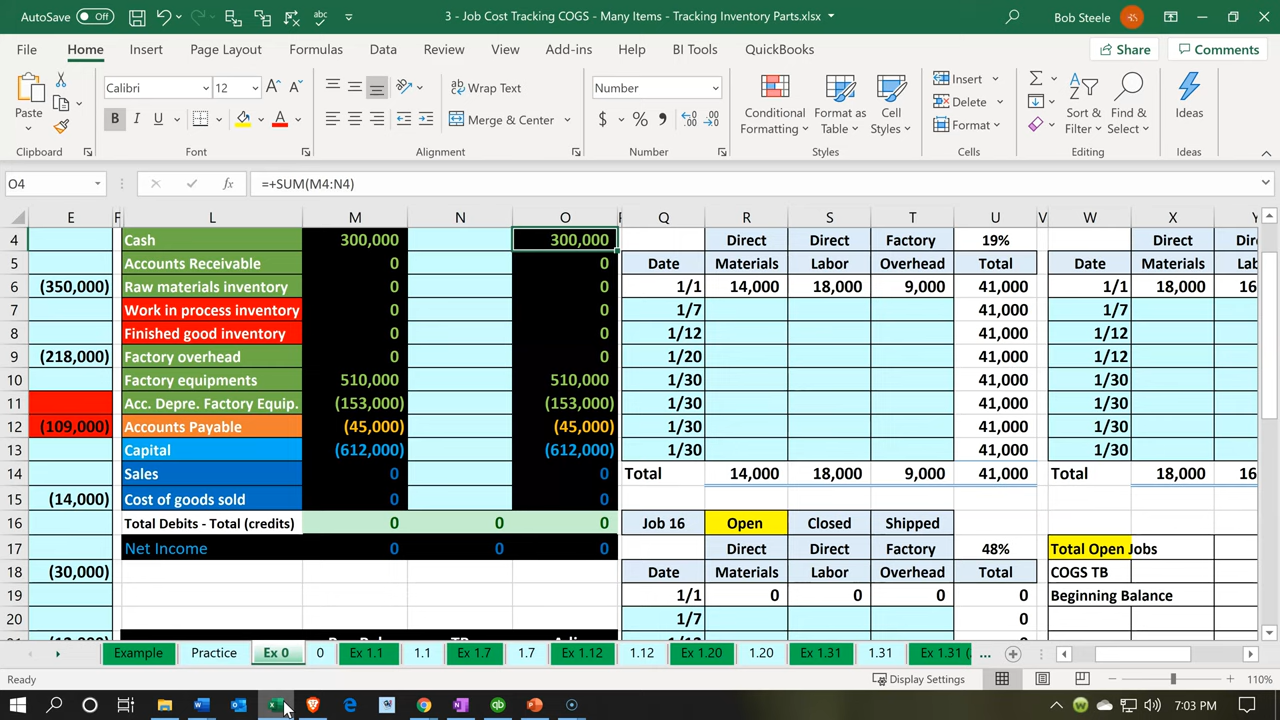 AutoSave Off 3 - Job Cost Tracking COGS - Many Items - Tracking Inventory Parts.xlsx Bob Steele
File Home Insert Page Layout Formulas Data Review View Add-ins Help BI Tools QuickBooks Share Comments
Calibri 12 Wrap Text Number Insert
Paste Merge & Center Conditional Formatting Format as Table Cell Styles Delete Format Sort & Filter Find & Select Ideas
Clipboard Font Alignment Number Styles Cells Editing Ideas
O4 fx =+SUM(M4:N4)
E F L M N O Q R S T U V W X Y
4 Cash 300,000 300,000 Direct Direct Factory 19% Direct
5 Accounts Receivable 0 0 Date Materials Labor Overhead Total Date Materials
6 (350,000) Raw materials inventory 0 0 1/1 14,000 18,000 9,000 41,000 1/1 18,000
7 Work in process inventory 0 0 1/7 41,000 1/7
8 Finished good inventory 0 0 1/12 41,000 1/12
9 (218,000) Factory overhead 0 0 1/20 41,000 1/12
10 Factory equipments 510,000 510,000 1/30 41,000 1/30
11 Acc. Depre. Factory Equip. (153,000) (153,000) 1/30 41,000 1/30
12 (109,000) Accounts Payable (45,000) (45,000) 1/30 41,000 1/30
13 Capital (612,000) (612,000) 1/30 41,000 1/30
14 Sales 0 0 Total 14,000 18,000 9,000 41,000 Total 18,000
15 (14,000) Cost of goods sold 0 0
16 Total Debits - Total (credits) 0 0 0 Job 16 Open Closed Shipped
17 Net Income 0 0 0 Direct Direct Factory 48% Total Open Jobs
18 (30,000) Date Materials Labor Overhead Total COGS TB
19 1/1 0 0 0 0 Beginning Balance
20 1/7 0
Example Practice Ex 0 0 Ex 1.1 1.1 Ex 1.7 1.7 Ex 1.12 1.12 Ex 1.20 1.20 Ex 1.31 1.31 Ex 1.31 ...
Ready Display Settings 110%
7:03 PM